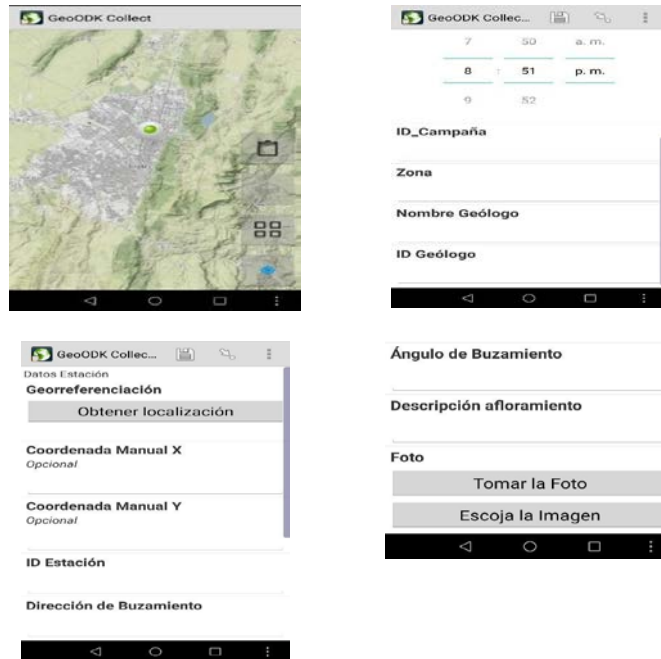 GeoODK Collect
GeoODK Collec...
7 50 a. m.
8 : 51 p. m.
9 52
ID_Campaña
Zona
Nombre Geólogo
ID Geólogo
GeoODK Collec...
Datos Estación
Georreferenciación
Obtener localización
Coordenada Manual X
Opcional
Coordenada Manual Y
Opcional
ID Estación
Dirección de Buzamiento
Ángulo de Buzamiento
Descripción afloramiento
Foto
Tomar la Foto
Escoja la Imagen